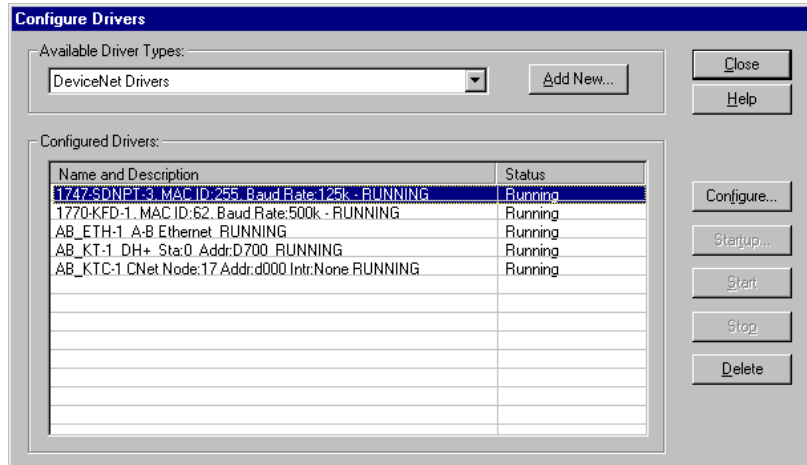 Configure Drivers
Available Driver Types:
DeviceNet Drivers
Add New...
Close
Help
Configured Drivers:
Name and Description Status
1747-SDNPT-3, MAC ID:255, Baud Rate:125k - RUNNING Running
1770-KFD-1, MAC ID:62, Baud Rate:500k - RUNNING Running
AB_ETH-1 A-B Ethernet RUNNING Running
AB_KT-1 DH+ Sta:0 Addr:D700 RUNNING Running
AB_KTC-1 CNet Node:17 Addr:d000 Intr:None RUNNING Running
Configure...
Startup...
Start
Stop
Delete